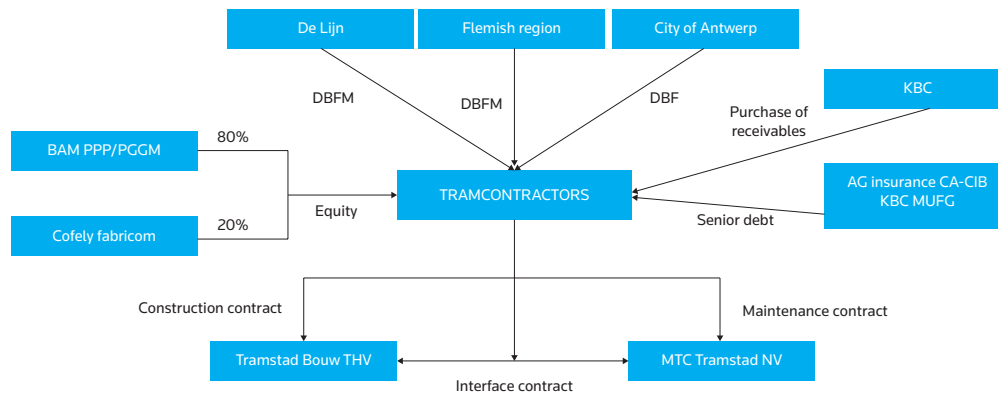 De Lijn
Flemish region
City of Antwerp
DBFM
DBFM
DBF
KBC
Purchase of
receivables
BAM PPP/PGGM
80%
TRAMCONTRACTORS
AG insurance CA-CIB
KBC MUFG
Equity
Senior debt
Cofely fabricom
20%
Construction contract
Maintenance contract
Tramstad Bouw THV
MTC Tramstad NV
Interface contract